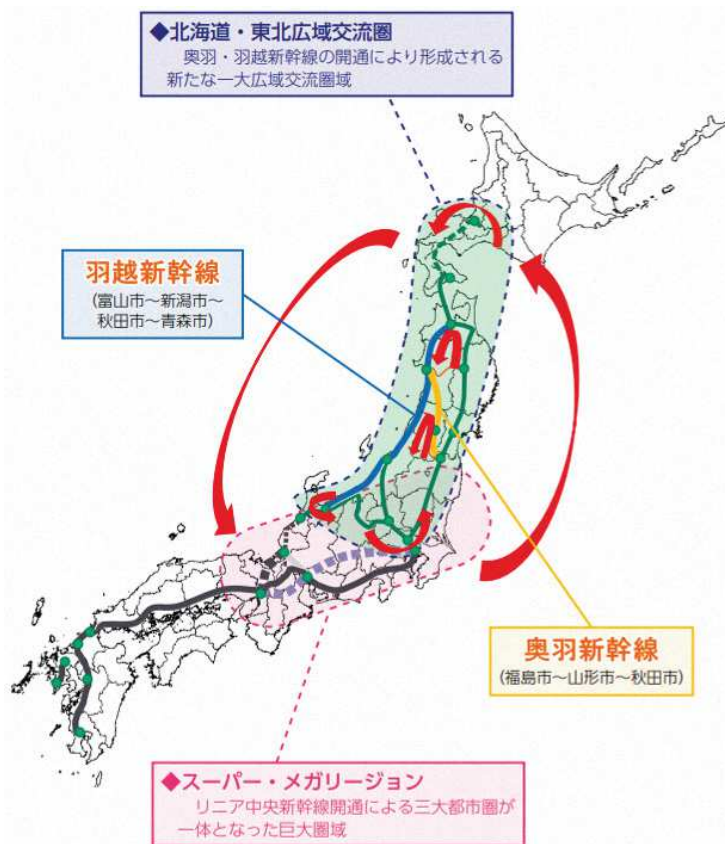 ◆北海道・東北広域交流圏
奥羽・羽越新幹線の開通により形成される
新たな一大広域交流圏域
羽越新幹線
(富山市～新潟市～
秋田市～青森市)
奥羽新幹線
(福島市～山形市～秋田市)
◆スーパー・メガリージョン
リニア中央新幹線開通による三大都市圏が
一体となった巨大圏域